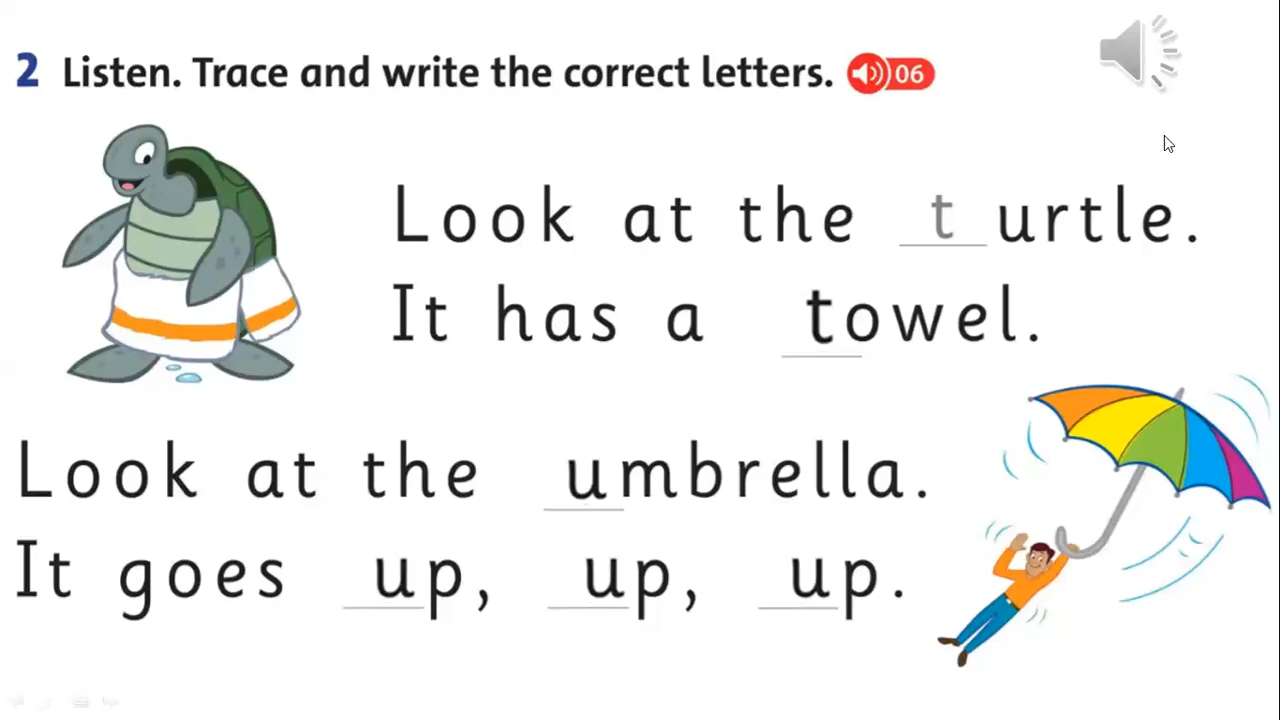 2 Listen. Trace and write the correct letters. 06
Look at the turtle.
It has a towel.
Look at the umbrella.
It goes up, up, up.